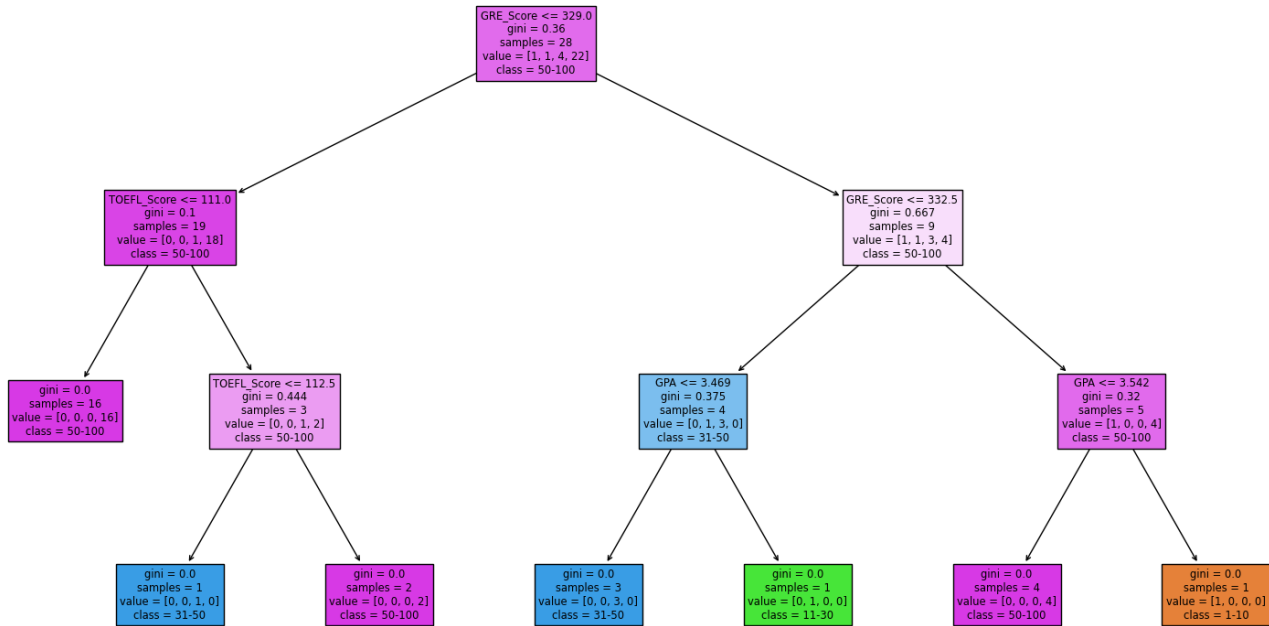 GRE_Score <= 329.0
gini = 0.36
samples = 28
value = [1, 1, 4, 22]
class = 50-100
TOEFL_Score <= 111.0
gini = 0.1
samples = 19
value = [0, 0, 1, 18]
class = 50-100
GRE_Score <= 332.5
gini = 0.667
samples = 9
value = [1, 1, 3, 4]
class = 50-100
gini = 0.0
samples = 16
value = [0, 0, 0, 16]
class = 50-100
TOEFL_Score <= 112.5
gini = 0.444
samples = 3
value = [0, 0, 1, 2]
class = 50-100
GPA <= 3.469
gini = 0.375
samples = 4
value = [0, 1, 3, 0]
class = 31-50
GPA <= 3.542
gini = 0.32
samples = 5
value = [1, 0, 0, 4]
class = 50-100
gini = 0.0
samples = 1
value = [0, 0, 1, 0]
class = 31-50
gini = 0.0
samples = 2
value = [0, 0, 0, 2]
class = 50-100
gini = 0.0
samples = 3
value = [0, 0, 3, 0]
class = 31-50
gini = 0.0
samples = 1
value = [0, 1, 0, 0]
class = 11-30
gini = 0.0
samples = 4
value = [0, 0, 0, 4]
class = 50-100
gini = 0.0
samples = 1
value = [1, 0, 0, 0]
class = 1-10